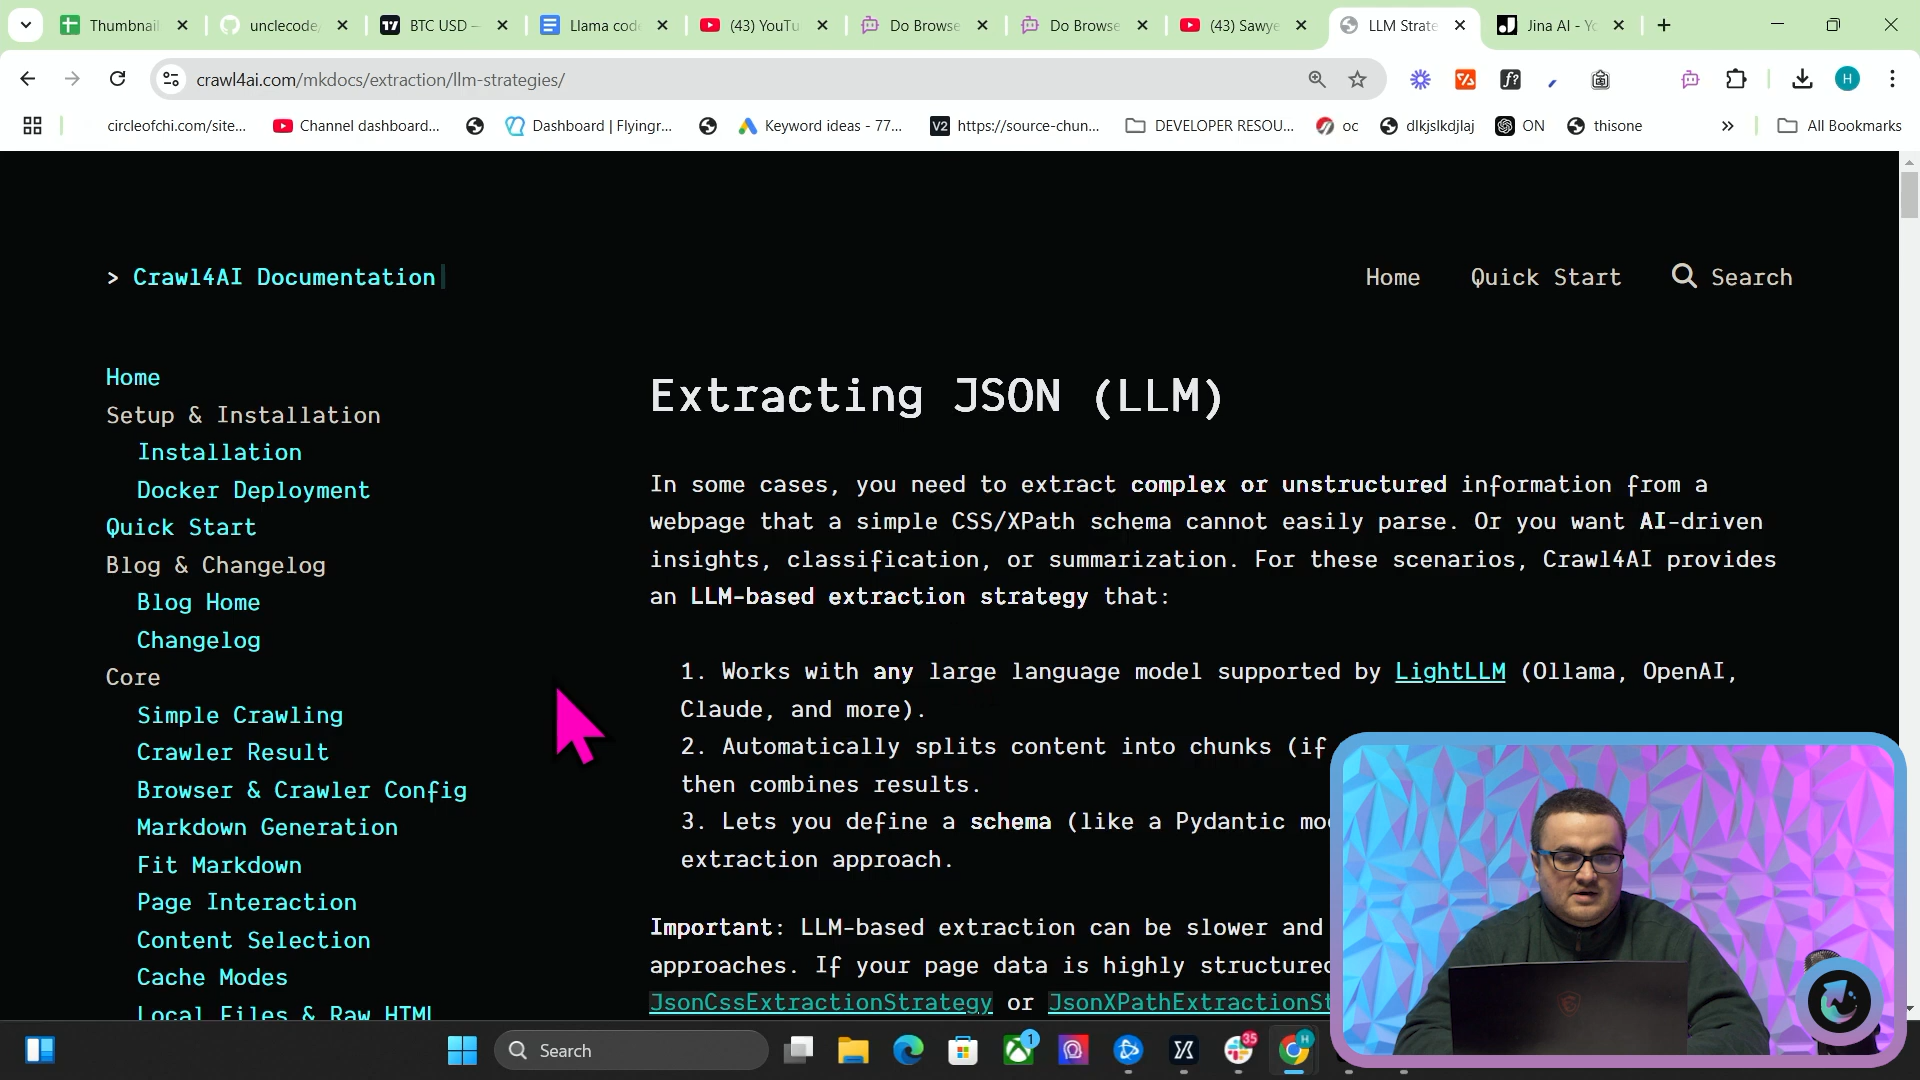 Thumbnail
unclecode/
BTC USD —
Llama code
(43) YouTu
Do Browse
Do Browse
(43) Sawye
LLM Strate
Jina AI - Yo
crawl4ai.com/mkdocs/extraction/llm-strategies/
H
circleofchi.com/site...
Channel dashboard...
Dashboard | Flyingr...
Keyword ideas - 77...
https://source-chun...
DEVELOPER RESOU...
oc
dlkjslkdjlaj
ON
thisone
»
All Bookmarks
> Crawl4AI Documentation
Home
Quick Start
Search
Home
Setup & Installation
Installation
Docker Deployment
Quick Start
Blog & Changelog
Blog Home
Changelog
Core
Simple Crawling
Crawler Result
Browser & Crawler Config
Markdown Generation
Fit Markdown
Page Interaction
Content Selection
Cache Modes
Local Files & Raw HTML
Extracting JSON (LLM)
In some cases, you need to extract complex or unstructured information from a
webpage that a simple CSS/XPath schema cannot easily parse. Or you want AI-driven
insights, classification, or summarization. For these scenarios, Crawl4AI provides
an LLM-based extraction strategy that:
1. Works with any large language model supported by LightLLM (Ollama, OpenAI,
Claude, and more).
2. Automatically splits content into chunks (if
then combines results.
3. Lets you define a schema (like a Pydantic mo
extraction approach.
Important: LLM-based extraction can be slower and
approaches. If your page data is highly structured
JsonCssExtractionStrategy or JsonXPathExtractionSt
Search
1
35
H